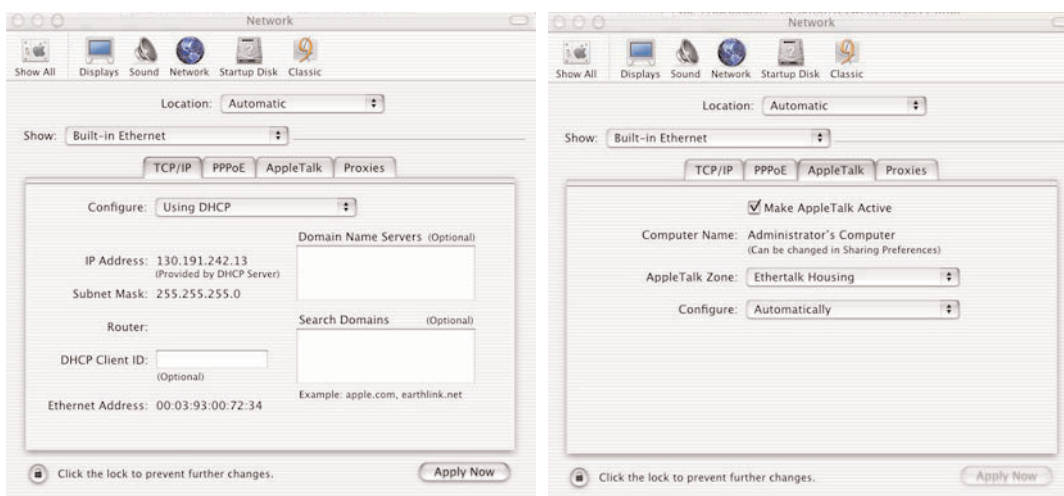 Network
Show All Displays Sound Network Startup Disk Classic
Location: Automatic
Show: Built-in Ethernet
TCP/IP PPPoE AppleTalk Proxies
Configure: Using DHCP
Domain Name Servers (Optional)
IP Address: 130.191.242.13
(Provided by DHCP Server)
Subnet Mask: 255.255.255.0
Search Domains (Optional)
Router:
DHCP Client ID:
(Optional)
Example: apple.com, earthlink.net
Ethernet Address: 00:03:93:00:72:34
Click the lock to prevent further changes.
Apply Now
Network
Show All Displays Sound Network Startup Disk Classic
Location: Automatic
Show: Built-in Ethernet
TCP/IP PPPoE AppleTalk Proxies
Make AppleTalk Active
Computer Name: Administrator's Computer
(Can be changed in Sharing Preferences)
AppleTalk Zone: Ethertalk Housing
Configure: Automatically
Click the lock to prevent further changes.
Apply Now